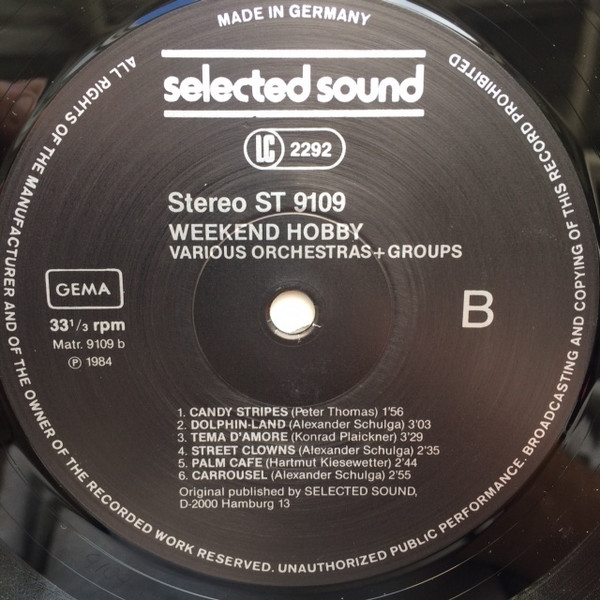 MADE IN GERMANY
selected sound
LC 2292
Stereo ST 9109
WEEKEND HOBBY
VARIOUS ORCHESTRAS+GROUPS
GEMA
33 1/3 rpm
Matr. 9109 b
Ⓟ 1984
B
1. CANDY STRIPES (Peter Thomas) 1'56
2. DOLPHIN-LAND (Alexander Schulga) 3'03
3. TEMA D'AMORE (Konrad Plaickner) 3'29
4. STREET CLOWNS (Alexander Schulga) 2'35
5. PALM CAFE (Hartmut Kiesewetter) 2'44
6. CARROUSEL (Alexander Schulga) 2'55
Original published by SELECTED SOUND,
D-2000 Hamburg 13
ALL RIGHTS OF THE MANUFACTURER AND OF THE OWNER OF THE RECORDED WORK RESERVED. UNAUTHORIZED PUBLIC PERFORMANCE. BROADCASTING AND COPYING OF THIS RECORD PROHIBITED